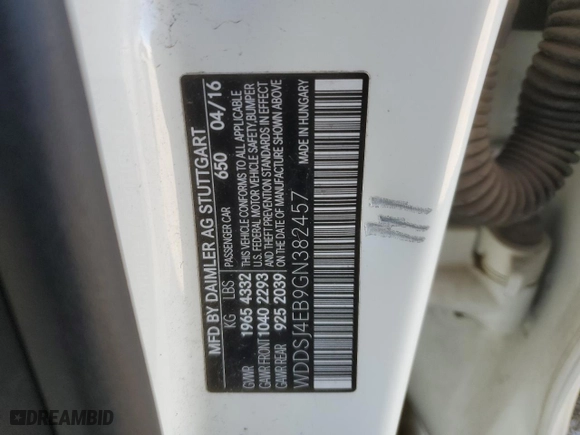 MFD BY DAIMLER AG STUTTGART
650 04/16
PASSENGER CAR
KG LBS
GVWR 1965 4332
GAWR FRONT 1040 2293
GAWR REAR 925 2039
THIS VEHICLE CONFORMS TO ALL APPLICABLE
U.S. FEDERAL MOTOR VEHICLE SAFETY, BUMPER
AND THEFT PREVENTION STANDARDS IN EFFECT
ON THE DATE OF MANUFACTURE SHOWN ABOVE
WDDSJ4EB9GN382457
MADE IN HUNGARY
DREAMBID